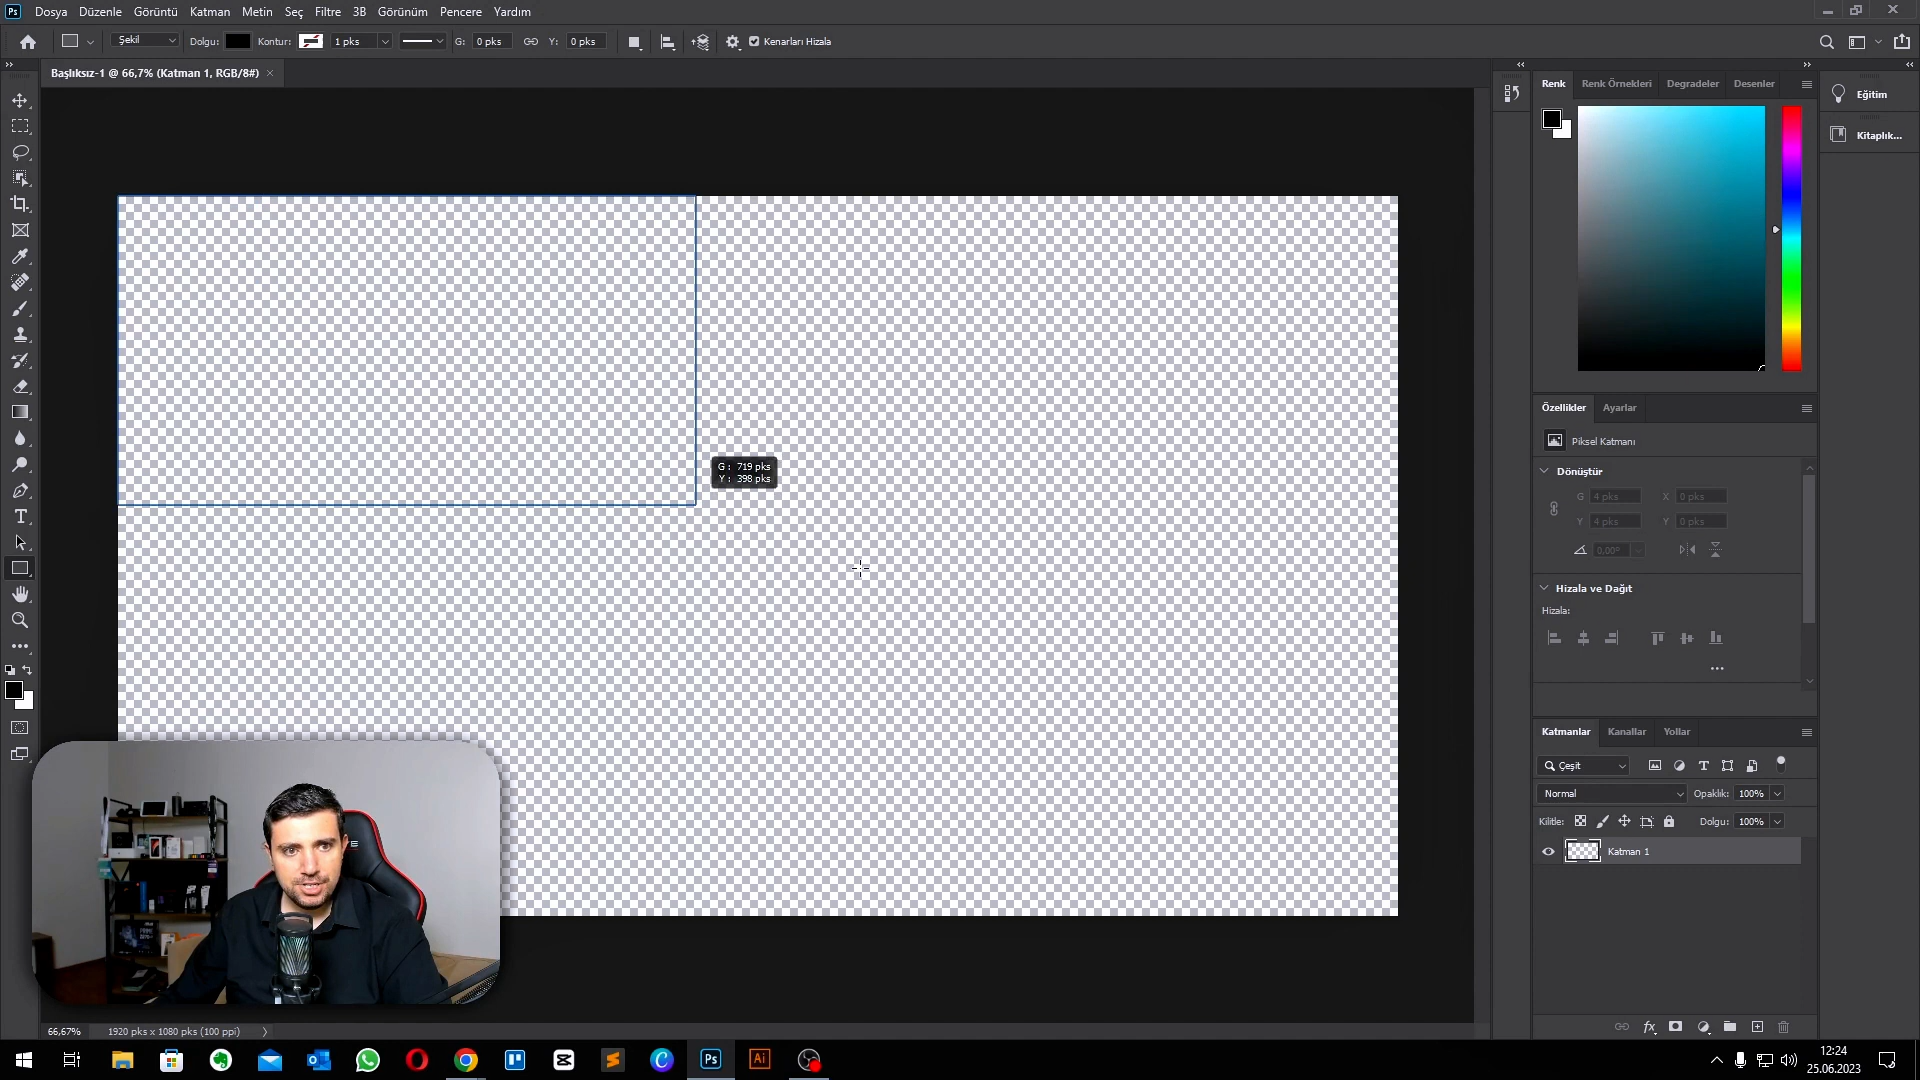 Ps Dosya Düzenle Görüntü Katman Metin Seç Filtre 3B Görünüm Pencere Yardım
Şekil Dolgu: Kontur: 1 pks G: 0 pks Y: 0 pks Kenarları Hizala
Başlıksız-1 @ 66,7% (Katman 1, RGB/8#) ×
Renk Renk Örnekleri Degradeler Desenler
Eğitim
Kitaplık...
G : 719 pks
Y : 398 pks
Özellikler Ayarlar
Piksel Katmanı
Dönüştür
G 4 pks X 0 pks
Y 4 pks Y 0 pks
0,00°
Hizala ve Dağıt
Hizala:
Katmanlar Kanallar Yollar
Çeşit
Normal Opaklık: 100%
Kilitle: Dolgu: 100%
Katman 1
fx
66,67% 1920 pks x 1080 pks (100 ppi)
Ps Ai
12:24
25.06.2023